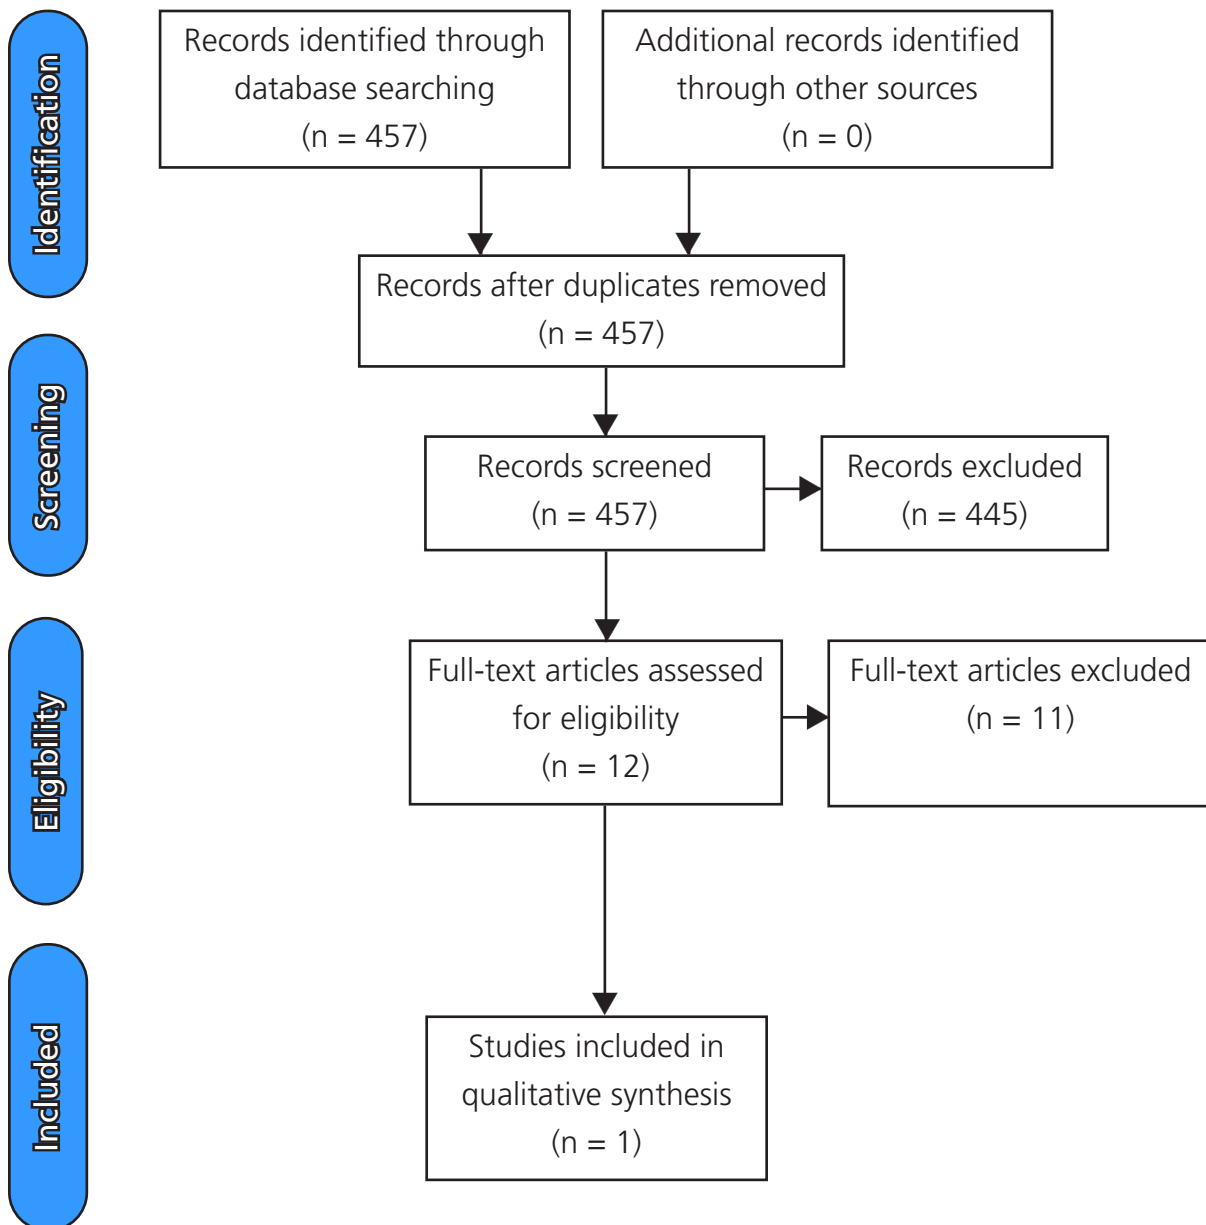 Identification
Records identified through
database searching
(n = 457)
Additional records identified
through other sources
(n = 0)
Records after duplicates removed
(n = 457)
Screening
Records screened
(n = 457)
Records excluded
(n = 445)
Eligibility
Full-text articles assessed
for eligibility
(n = 12)
Full-text articles excluded
(n = 11)
Included
Studies included in
qualitative synthesis
(n = 1)